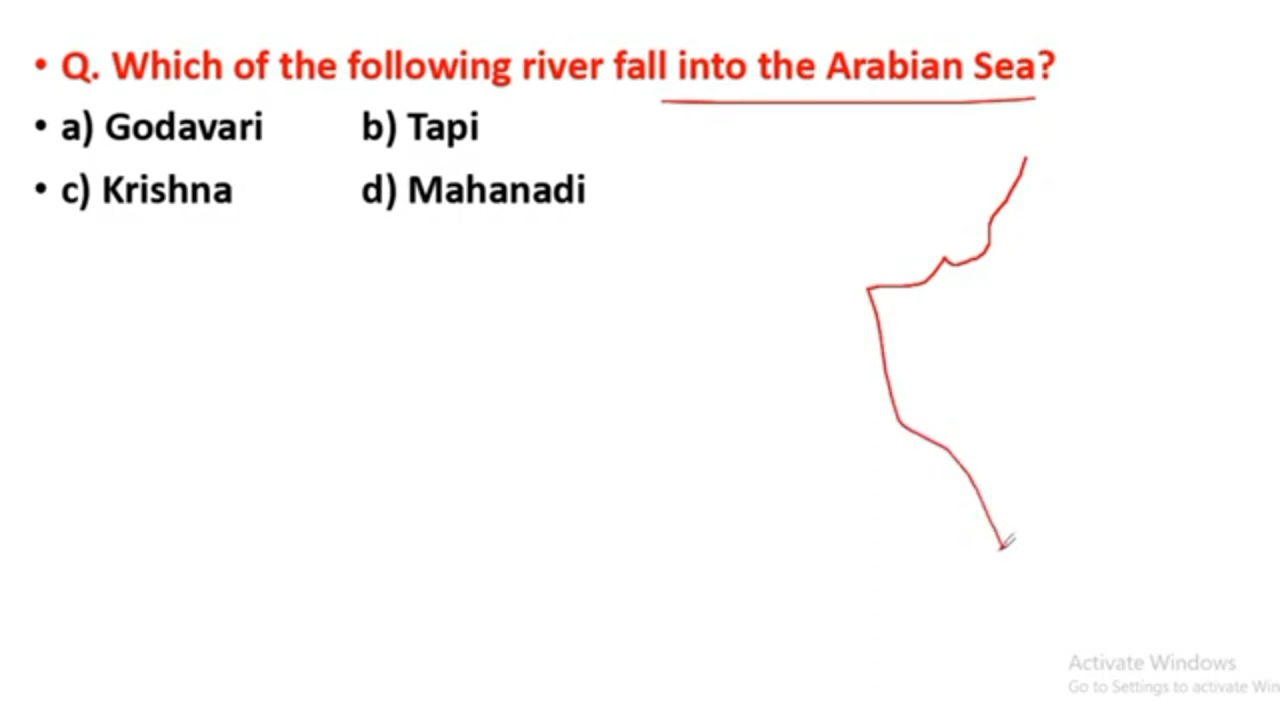 • Q. Which of the following river fall into the Arabian Sea?
• a) Godavari b) Tapi
• c) Krishna d) Mahanadi
Activate Windows
Go to Settings to activate Win